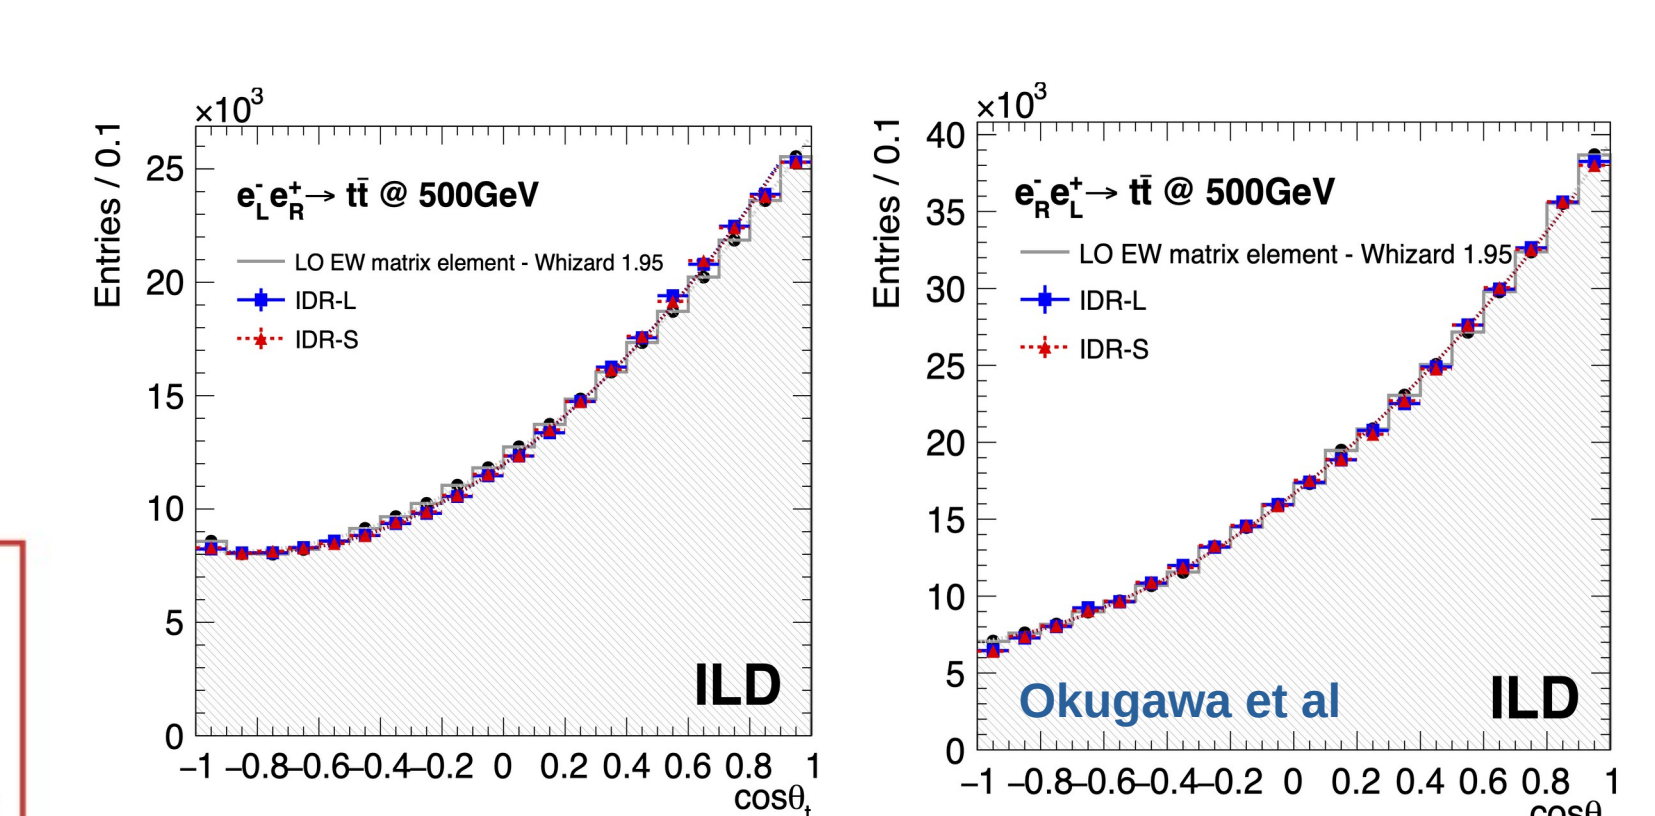 ×10³
Entries / 0.1
e⁻Le⁺R→ tt̄ @ 500GeV
LO EW matrix element - Whizard 1.95
IDR-L
IDR-S
25
20
15
10
5
0
ILD
−1 −0.8 −0.6 −0.4 −0.2 0 0.2 0.4 0.6 0.8 1
cosθt
×10³
Entries / 0.1
e⁻Re⁺L→ tt̄ @ 500GeV
LO EW matrix element - Whizard 1.95
IDR-L
IDR-S
40
35
30
25
20
15
10
5
0
Okugawa et al
ILD
−1 −0.8 −0.6 −0.4 −0.2 0 0.2 0.4 0.6 0.8 1
cosθ